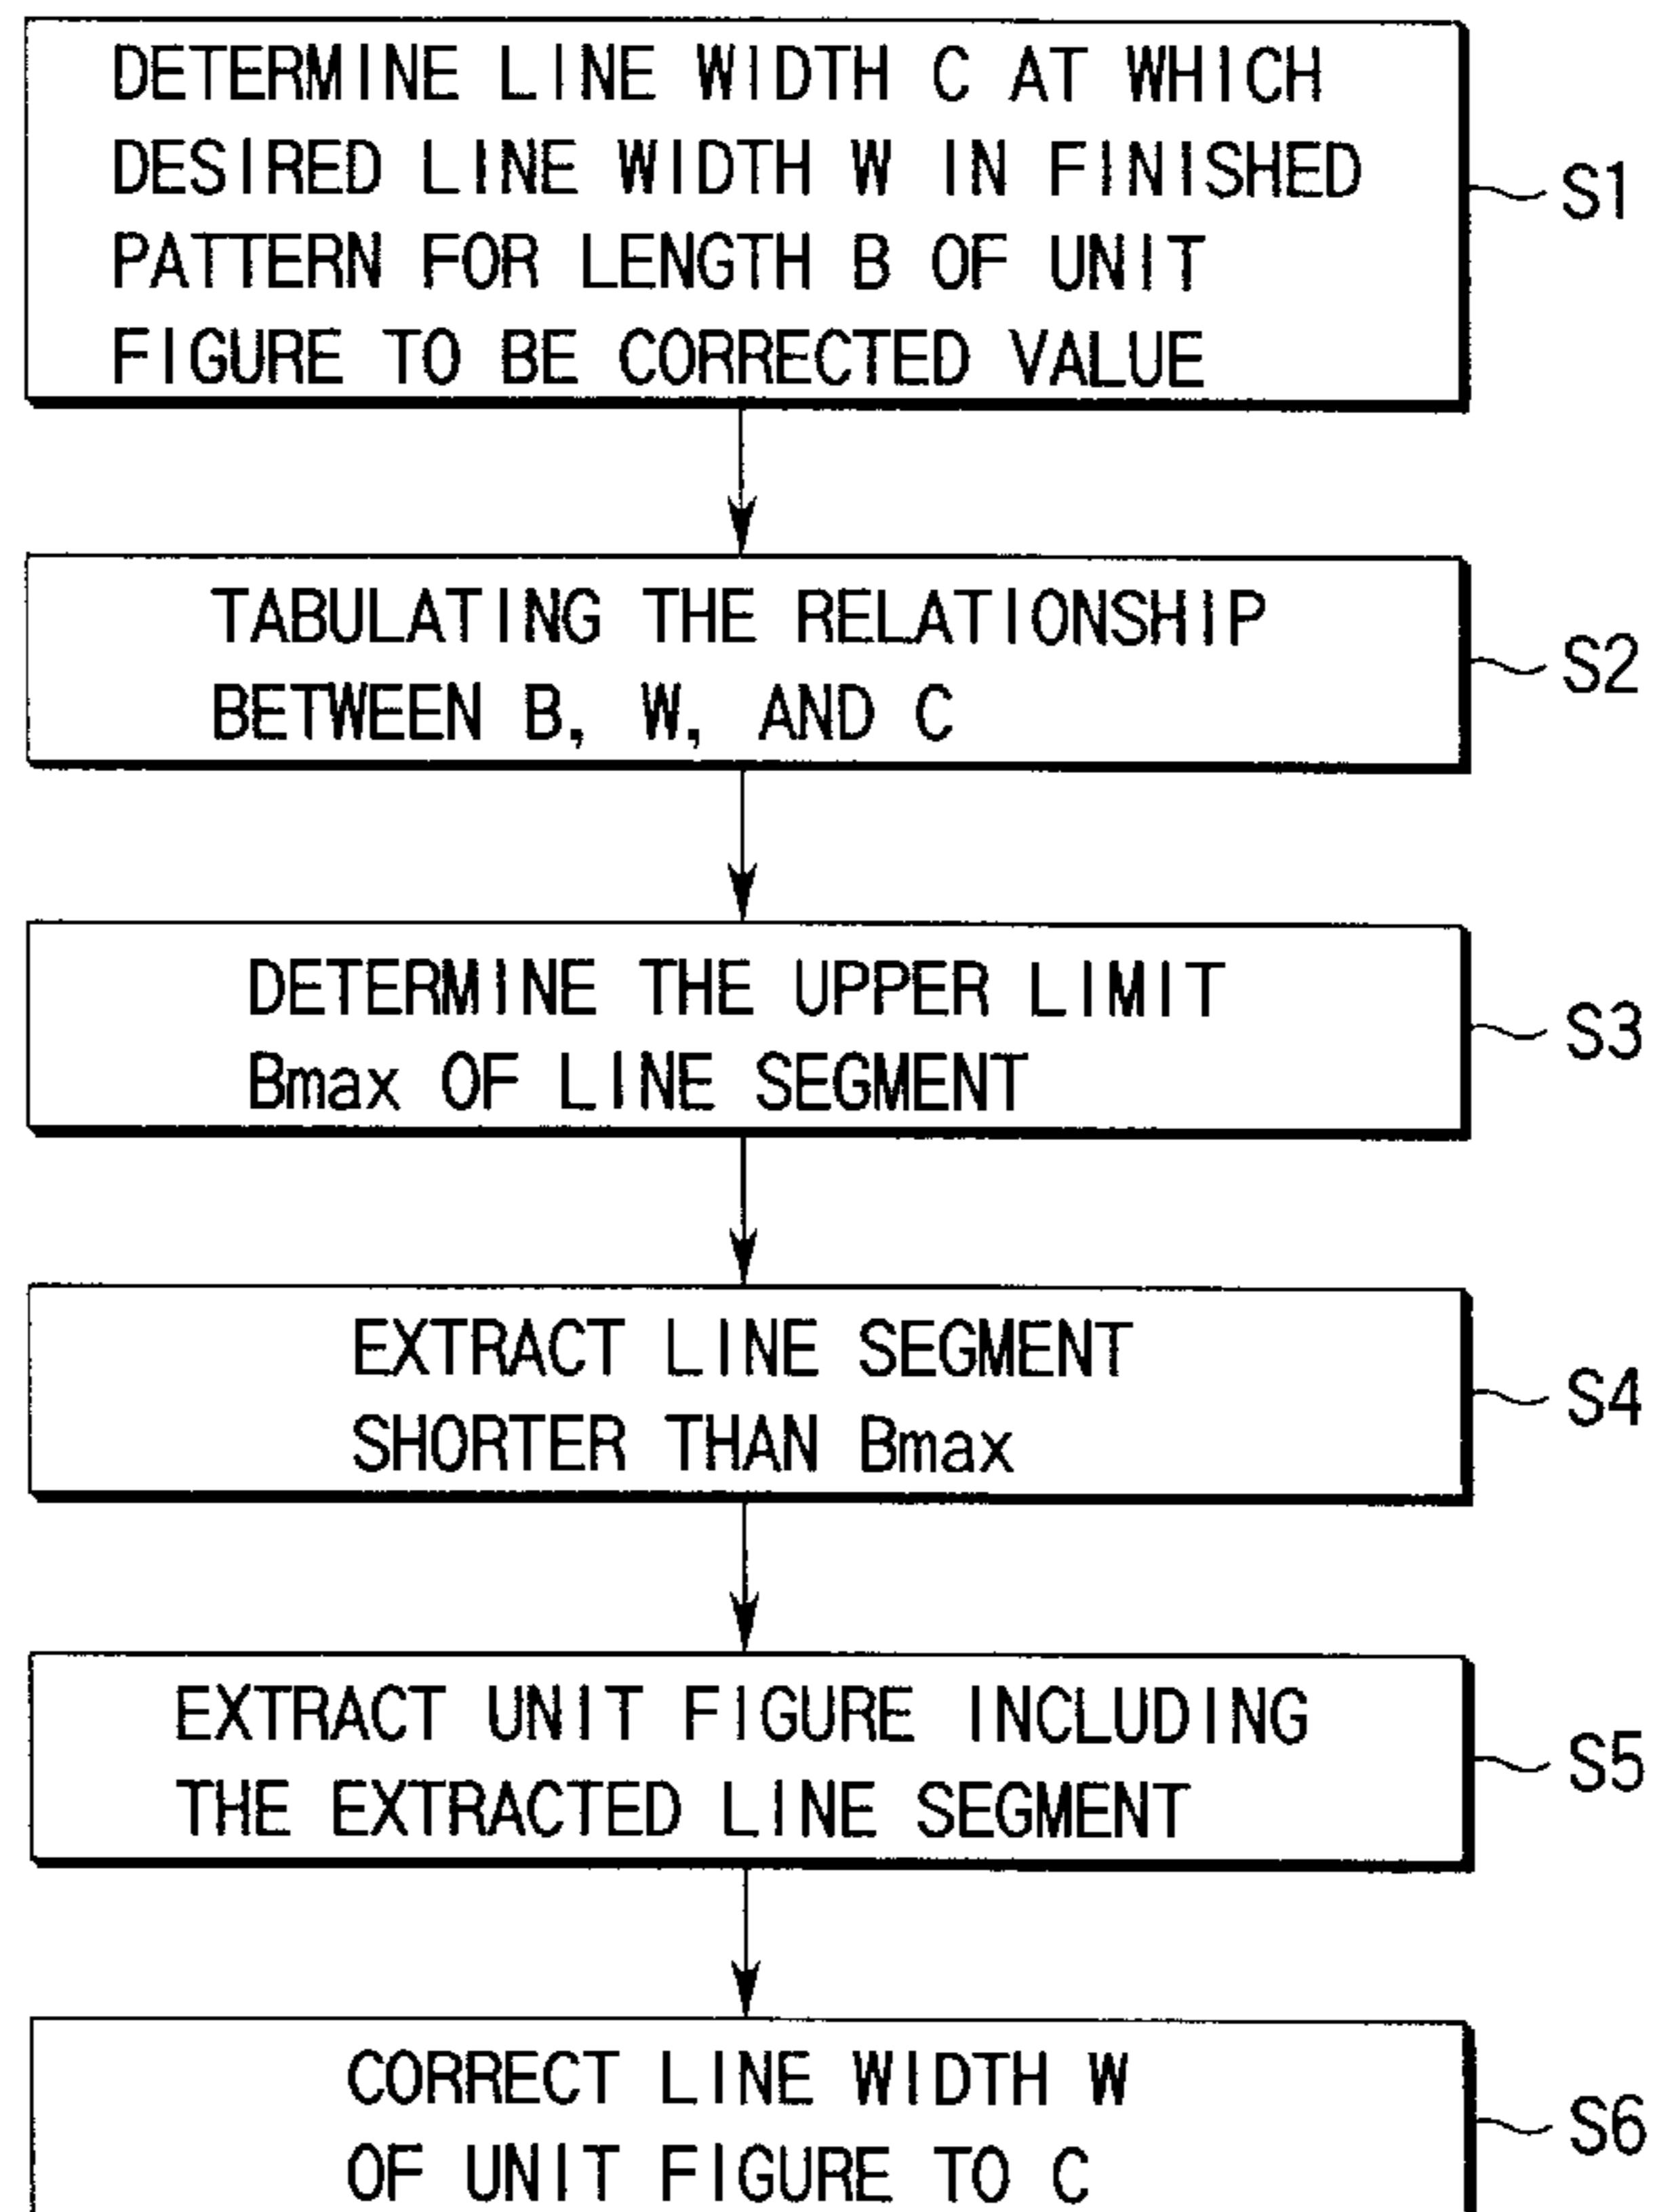 DETERMINE LINE WIDTH C AT WHICH
DESIRED LINE WIDTH W IN FINISHED
PATTERN FOR LENGTH B OF UNIT
FIGURE TO BE CORRECTED VALUE
S1
TABULATING THE RELATIONSHIP
BETWEEN B, W, AND C
S2
DETERMINE THE UPPER LIMIT
Bmax OF LINE SEGMENT
S3
EXTRACT LINE SEGMENT
SHORTER THAN Bmax
S4
EXTRACT UNIT FIGURE INCLUDING
THE EXTRACTED LINE SEGMENT
S5
CORRECT LINE WIDTH W
OF UNIT FIGURE TO C
S6